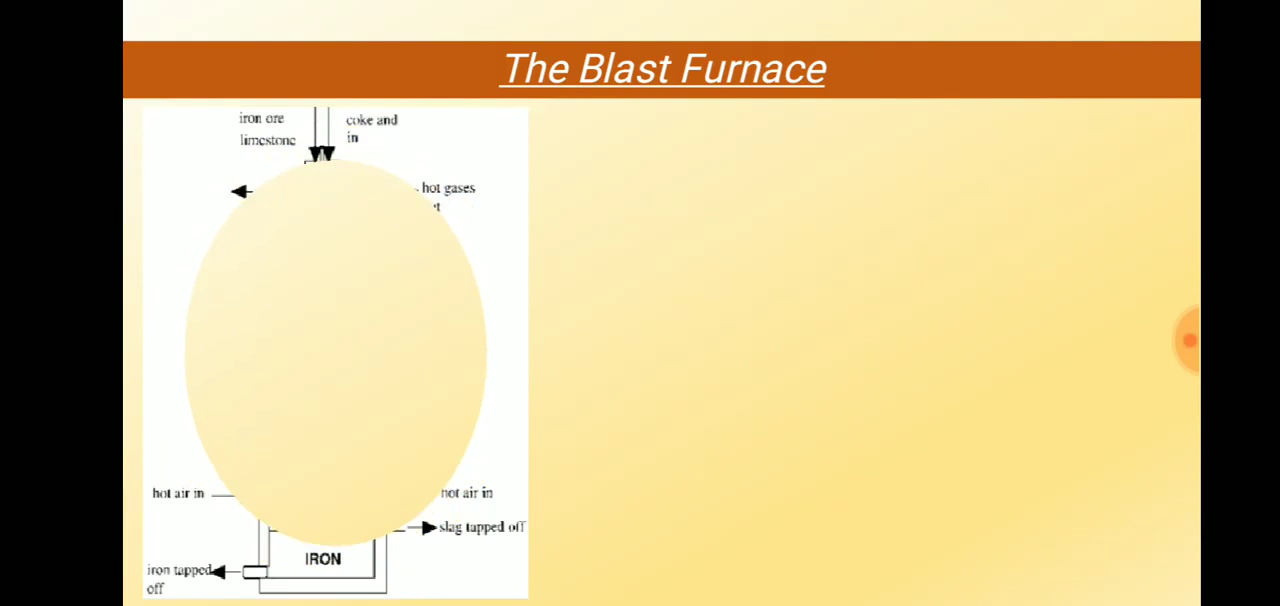 The Blast Furnace
iron ore
limestone
coke and
in
hot gases
hot air in
hot air in
slag tapped off
IRON
iron tapped
off